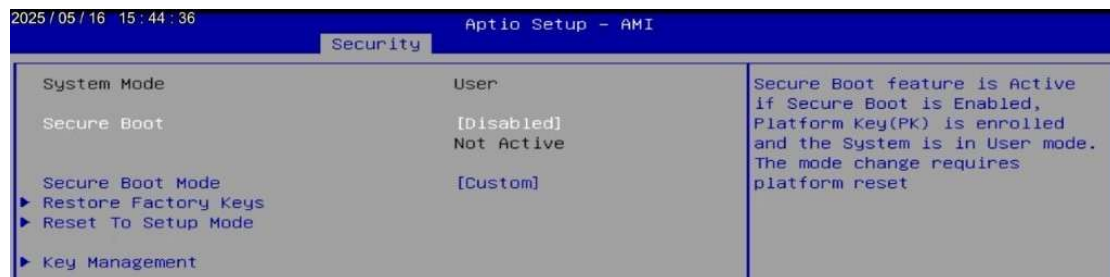 2025 / 05 / 16 15 : 44 : 36
Aptio Setup – AMI
Security
System Mode User
Secure Boot [Disabled]
Not Active
Secure Boot Mode [Custom]
Restore Factory Keys
Reset To Setup Mode
Key Management
Secure Boot feature is Active
if Secure Boot is Enabled,
Platform Key(PK) is enrolled
and the System is in User mode.
The mode change requires
platform reset